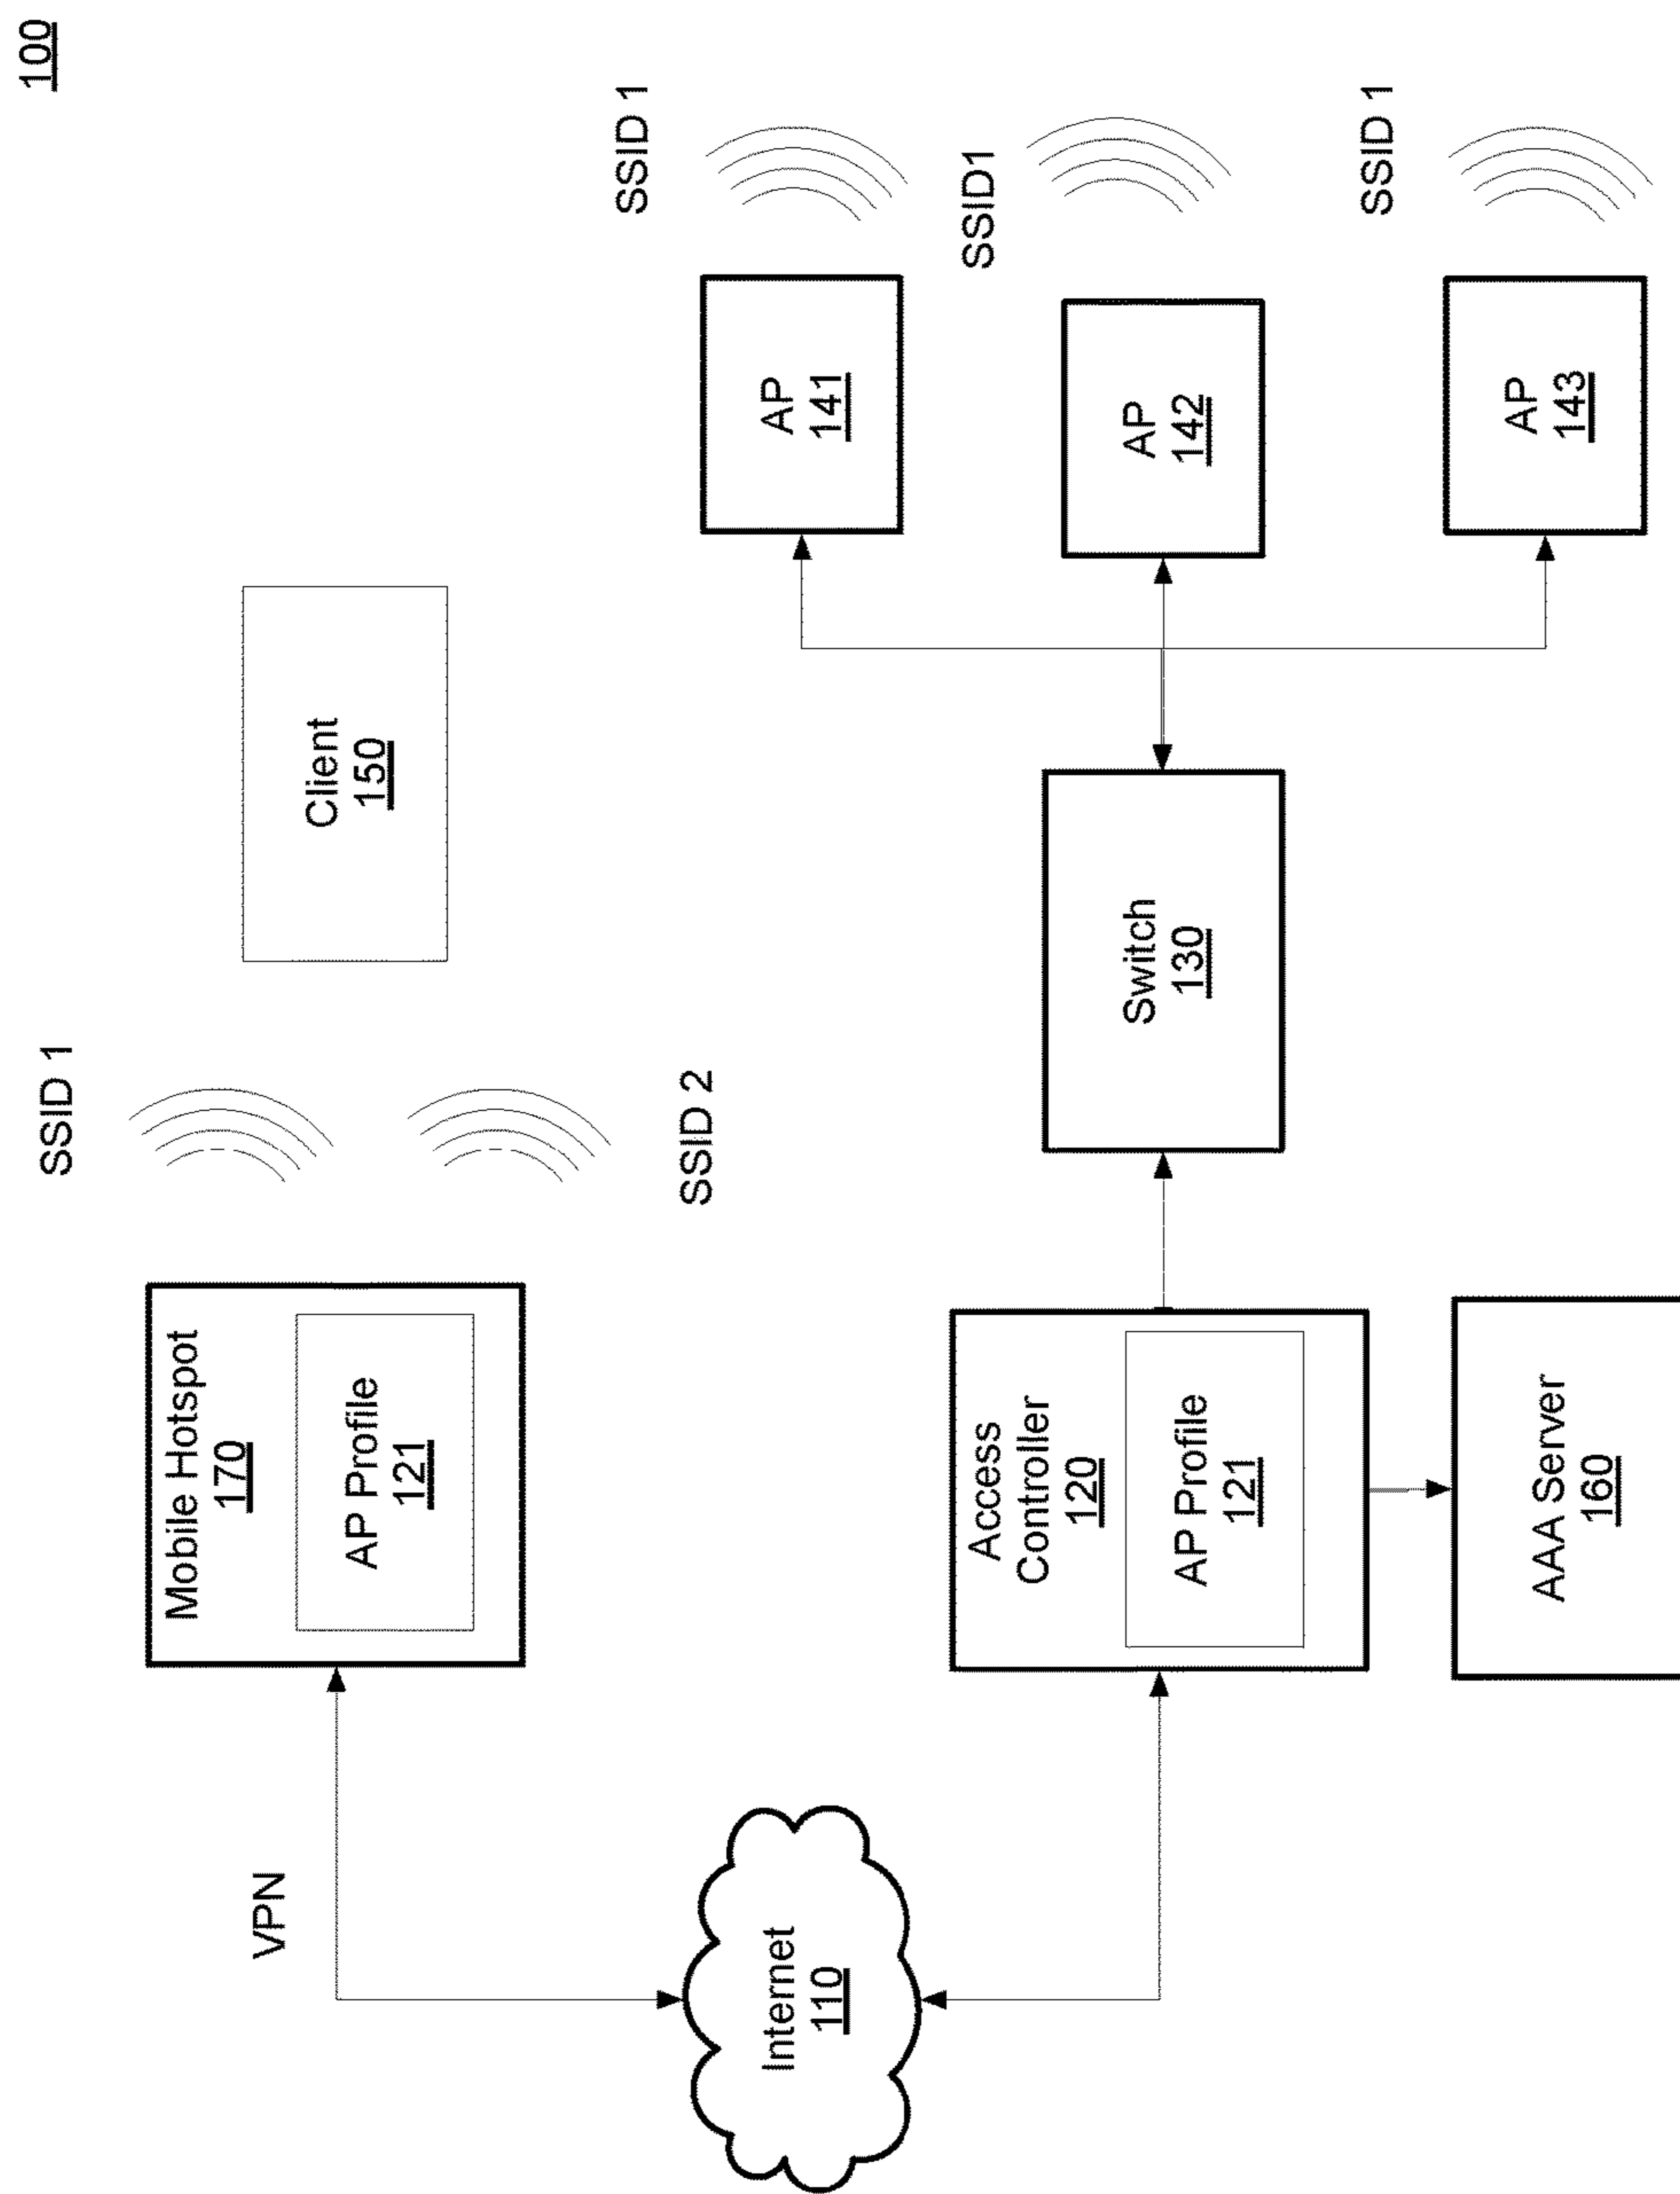 100
SSID 1
SSID 2
VPN
Mobile Hotspot
170
AP Profile
121
Client
150
Internet
110
Access
Controller
120
AP Profile
121
AAA Server
160
Switch
130
SSID 1
AP
141
SSID1
AP
142
SSID 1
AP
143